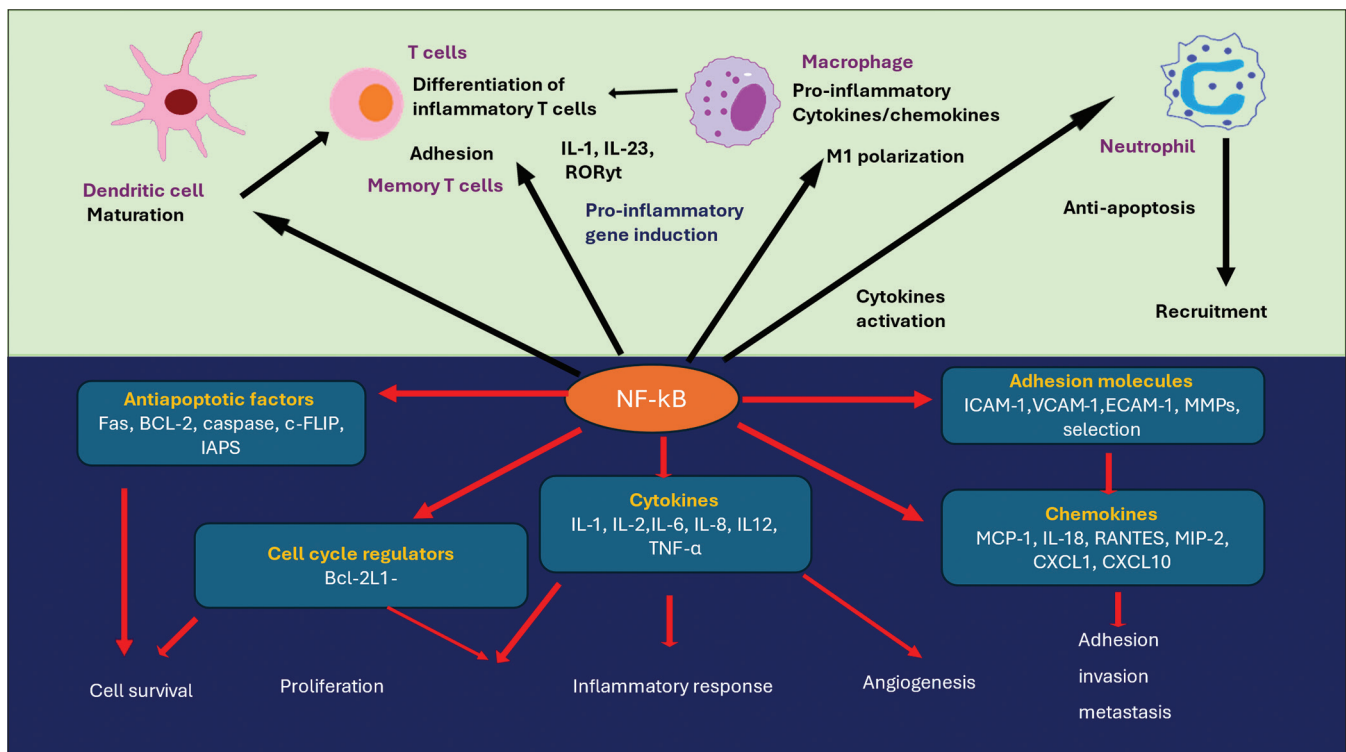 T cells
Differentiation of
inflammatory T cells
Macrophage
Pro-inflammatory
Cytokines/chemokines
Adhesion
Memory T cells
IL-1, IL-23,
RORyt
M1 polarization
Neutrophil
Dendritic cell
Maturation
Pro-inflammatory
gene induction
Anti-apoptosis
Cytokines
activation
Recruitment
NF-kB
Antiapoptotic factors
Fas, BCL-2, caspase, c-FLIP,
IAPS
Adhesion molecules
ICAM-1,VCAM-1,ECAM-1, MMPs,
selection
Cell cycle regulators
Bcl-2L1-
Cytokines
IL-1, IL-2,IL-6, IL-8, IL12,
TNF-α
Chemokines
MCP-1, IL-18, RANTES, MIP-2,
CXCL1, CXCL10
Cell survival
Proliferation
Inflammatory response
Angiogenesis
Adhesion
invasion
metastasis